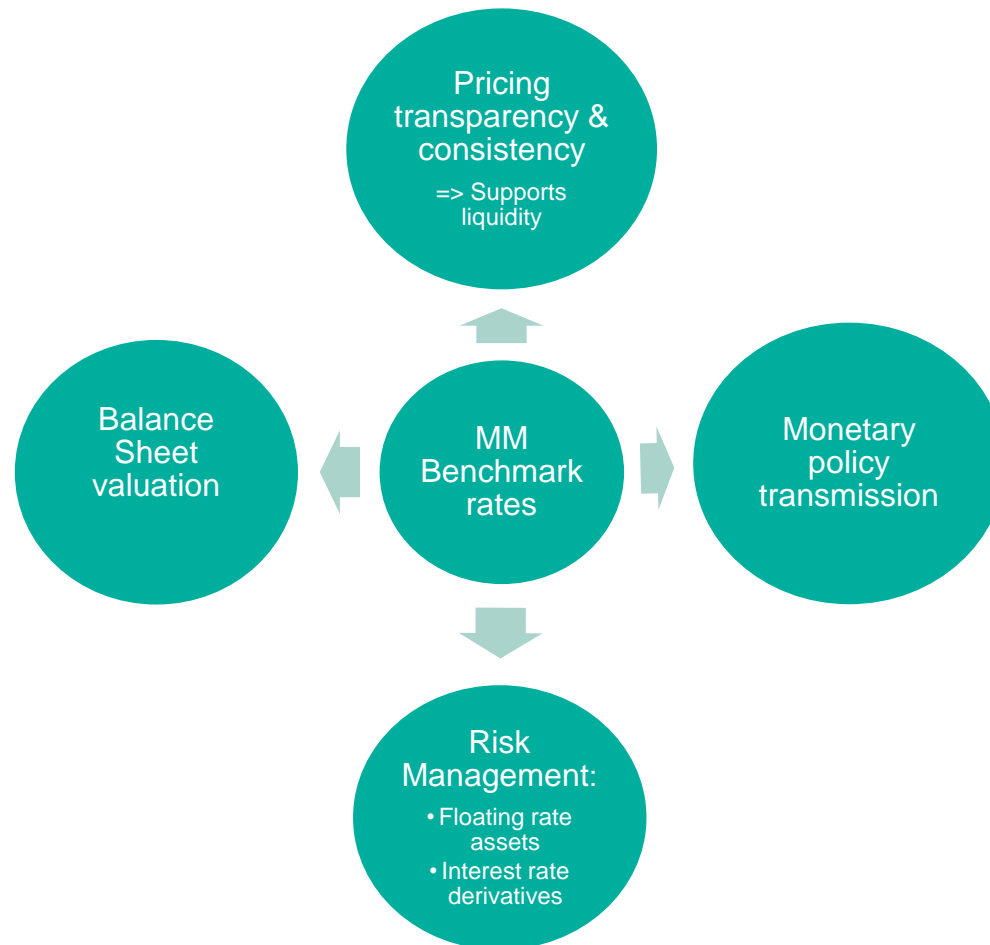 Pricing
transparency &
consistency
=> Supports
liquidity
Balance
Sheet
valuation
MM
Benchmark
rates
Monetary
policy
transmission
Risk
Management:
• Floating rate
assets
• Interest rate
derivatives